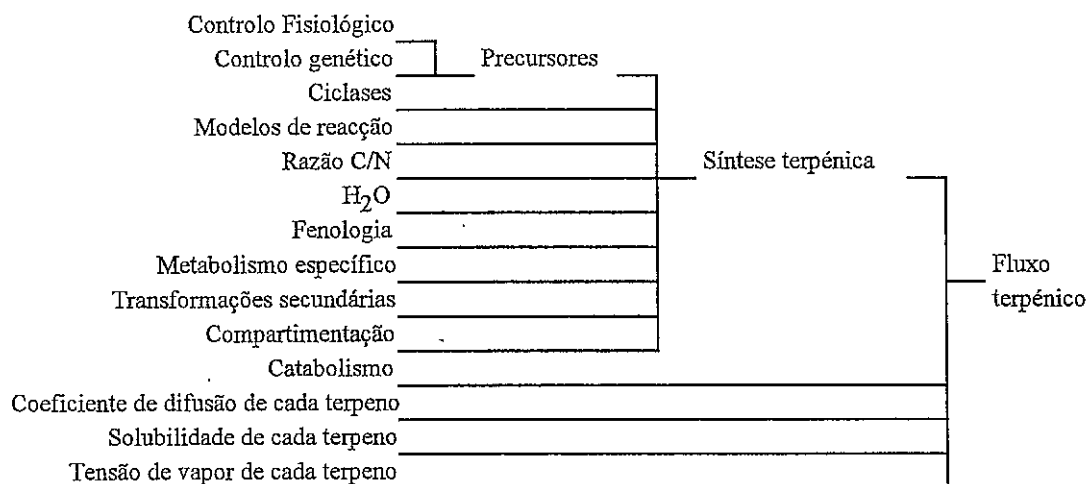 Controlo Fisiológico
Controlo genético
Precursores
Ciclases
Modelos de reacção
Razão C/N
Síntese terpénica
H2O
Fenologia
Metabolismo específico
Fluxo
terpénico
Transformações secundárias
Compartimentação
Catabolismo
Coeficiente de difusão de cada terpeno
Solubilidade de cada terpeno
Tensão de vapor de cada terpeno